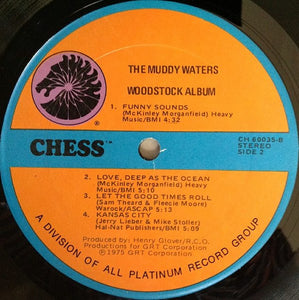 THE MUDDY WATERS
WOODSTOCK ALBUM
1. FUNNY SOUNDS
(McKinley Morganfield) Heavy
Music/BMI 4:32
CHESS™
CH 60035-B
STEREO
SIDE 2
2. LOVE, DEEP AS THE OCEAN
(McKinley Morganfield) Heavy
Music/BMI 5:10
3. LET THE GOOD TIMES ROLL
(Sam Theard & Fleecie Moore)
Warock/ASCAP 5:13
4. KANSAS CITY
(Jerry Lieber & Mike Stoller)
Hal-Nat Publishers/BMI 5:09
Produced by: Henry Glover/R.C.O.
Productions for GRT Corporation
℗1975 GRT Corporation
A DIVISION OF ALL PLATINUM RECORD GROUP